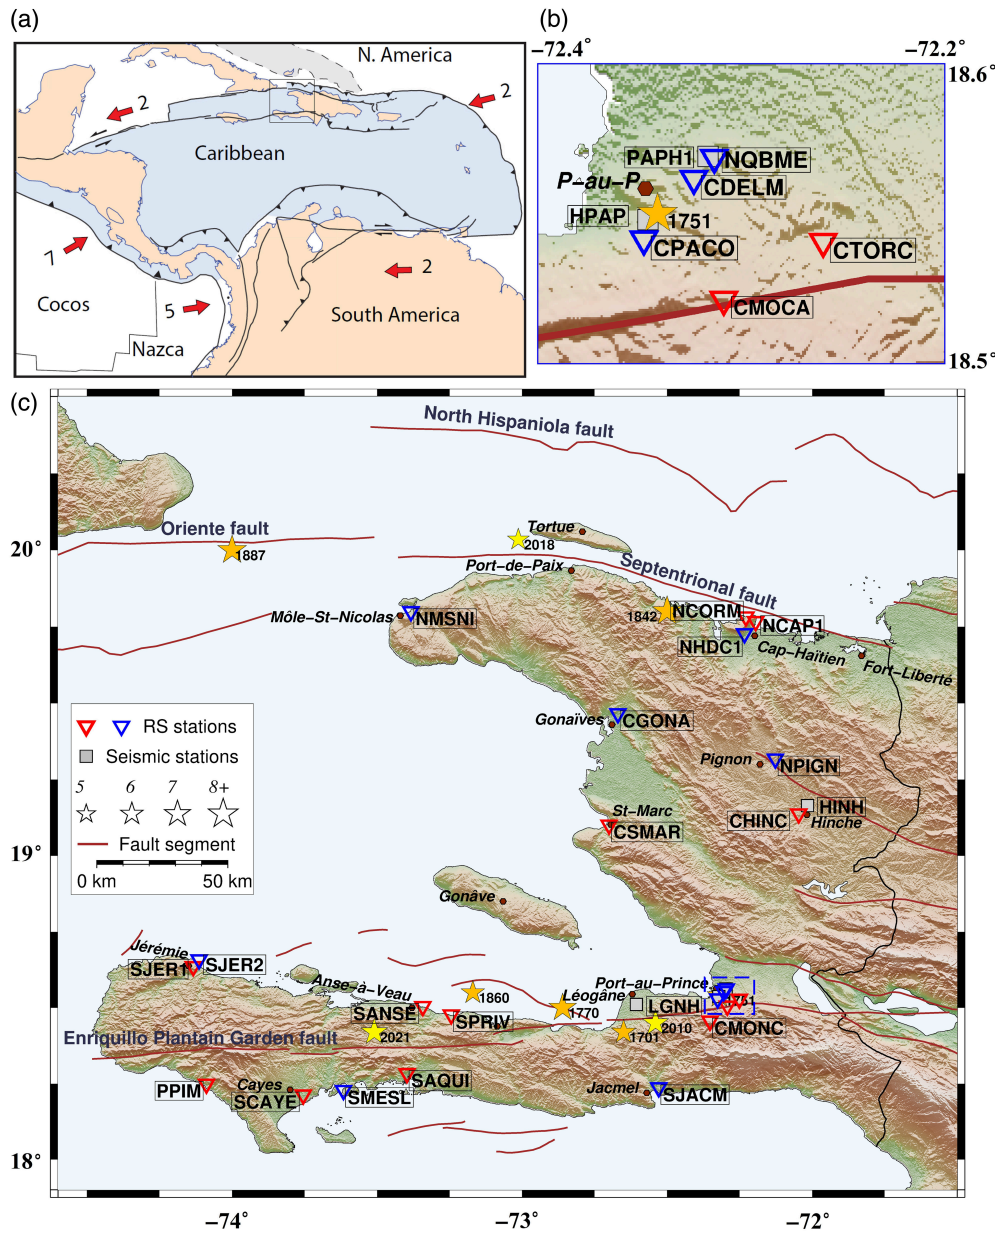 (a)
N. America
2
2
Caribbean
7
2
Cocos
5
South America
Nazca
(b)
−72.4°
−72.2°
18.6°
PAPH1
NQBME
P−au−P
CDELM
HPAP
1751
CPACO
CTORC
CMOCA
18.5°
(c)
North Hispaniola fault
Oriente fault
1887
Tortue
2018
20°
Port−de−Paix
Septentrional fault
Môle−St−Nicolas
NMSNI
1842
NCORM
NCAP1
NHDC1
Cap−Haïtien
Fort−Liberté
Gonaïves
CGONA
RS stations
Seismic stations
5
6
7
8+
Fault segment
0 km
50 km
Pignon
NPIGN
St−Marc
HINH
CHINC
Hinche
CSMAR
19°
Gonâve
Jérémie
SJER1
SJER2
Anse−à−Veau
1860
Port−au−Prince
Léogâne
1751
SANSE
SPRIV
1770
LGNH
CMONC
Enriquillo Plantain Garden fault
2021
1701
2010
PPIM
Cayes
SCAYE
SMESL
SAQUI
Jacmel
SJACM
18°
−74°
−73°
−72°